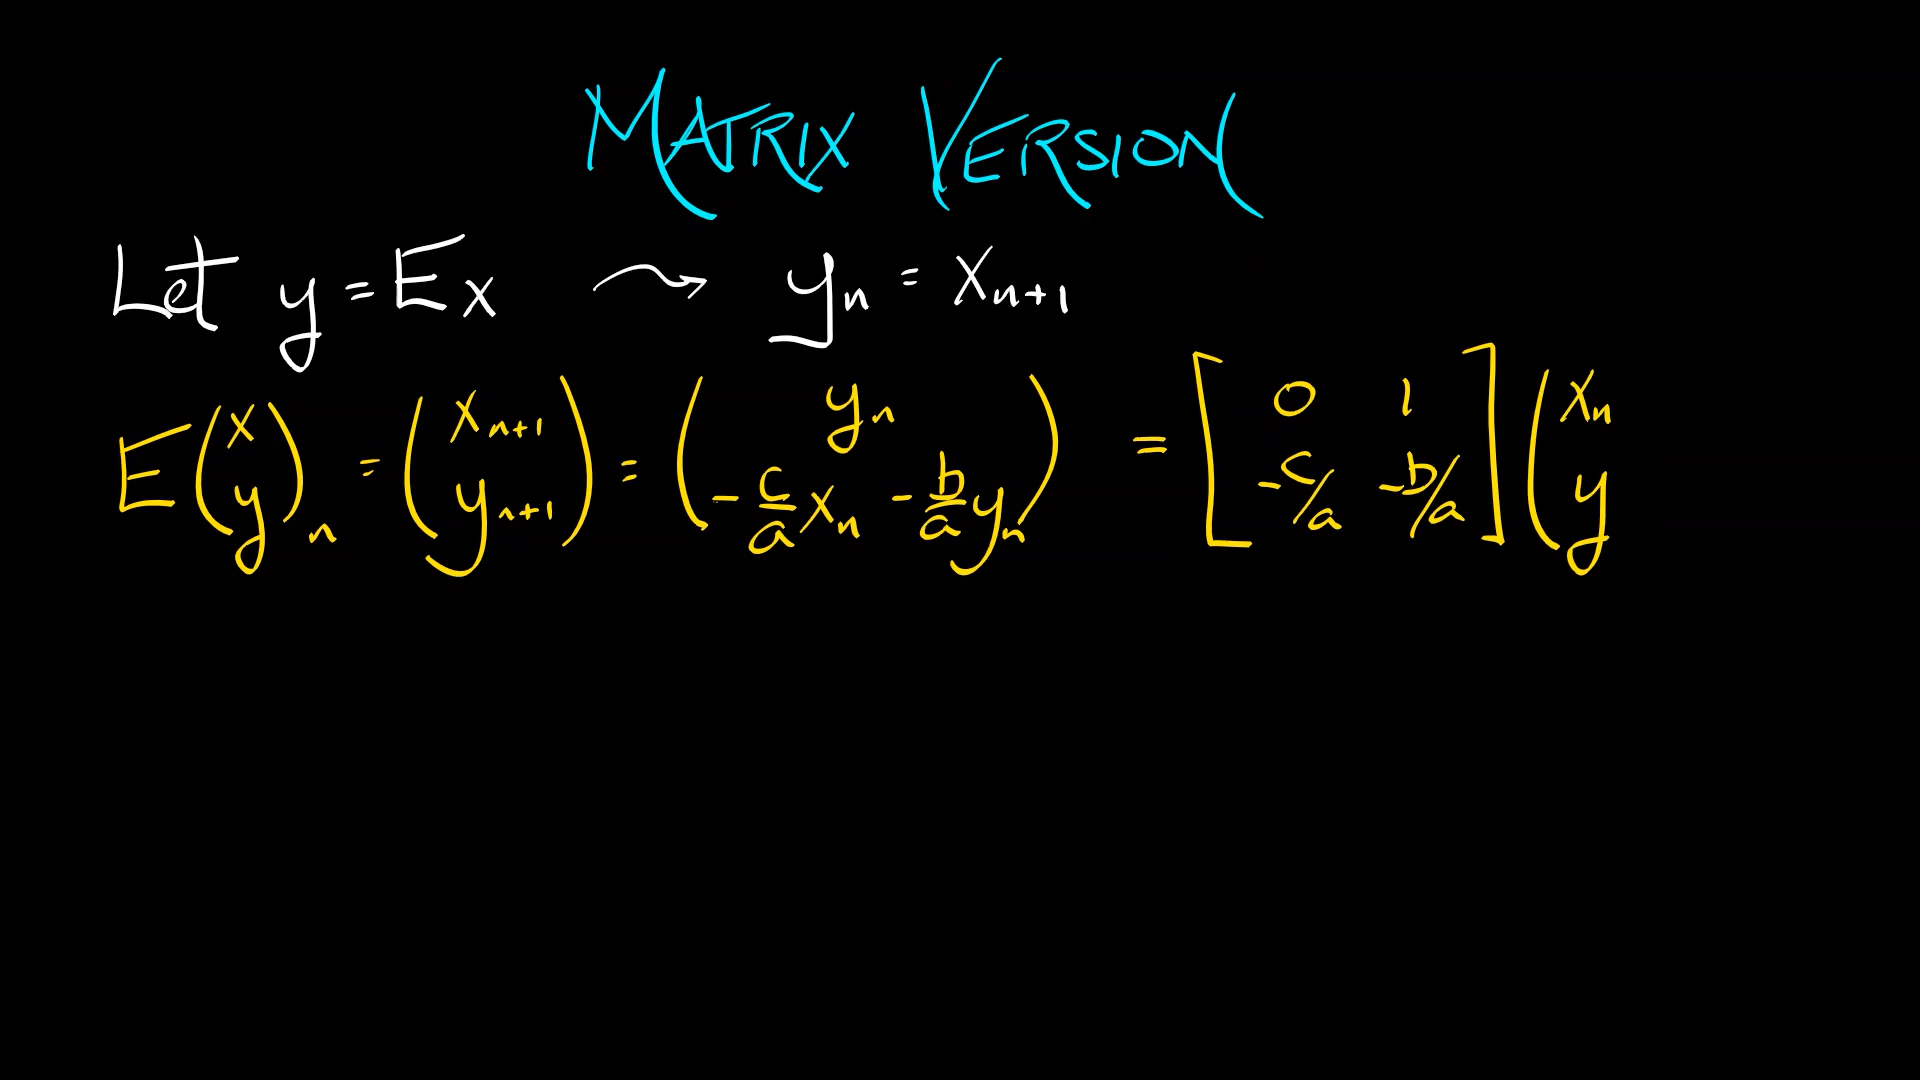 MATRIX VERSION
Let y = Ex ⤳ yₙ = xₙ₊₁
E(x y)ₙ = (xₙ₊₁ yₙ₊₁) = (yₙ -c/a xₙ - b/a yₙ) = [0 1 -c/a -b/a] (xₙ y